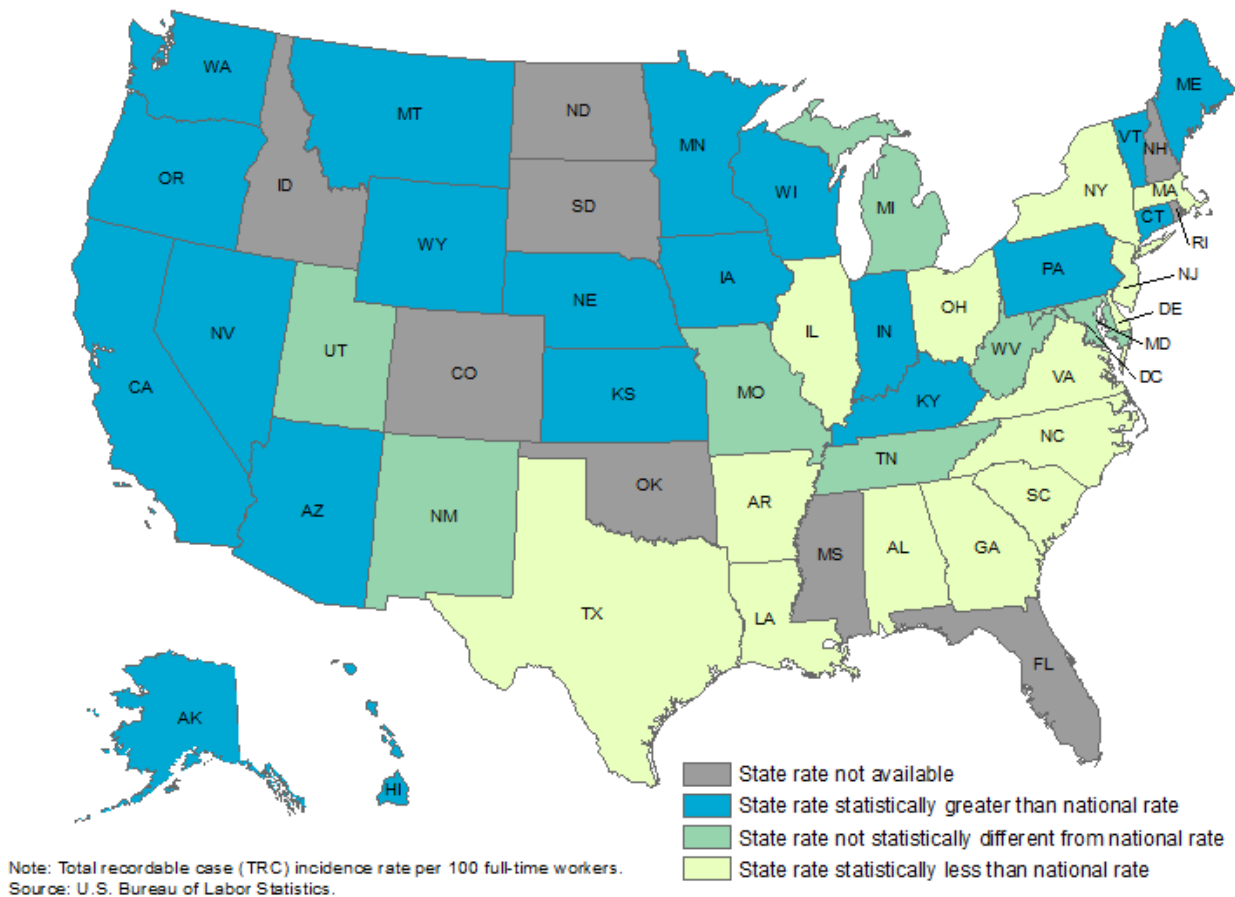 WA
MT
ND
MN
ME
VT
NH
OR
ID
SD
WI
MI
NY
MA
CT
RI
WY
IA
PA
NJ
NE
NV
UT
CO
IL
IN
OH
DE
MD
DC
WV
VA
CA
KS
MO
KY
NC
TN
SC
AZ
NM
OK
AR
MS
AL
GA
TX
LA
FL
AK
HI
State rate not available
State rate statistically greater than national rate
State rate not statistically different from national rate
State rate statistically less than national rate
Note: Total recordable case (TRC) incidence rate per 100 full-time workers.
Source: U.S. Bureau of Labor Statistics.